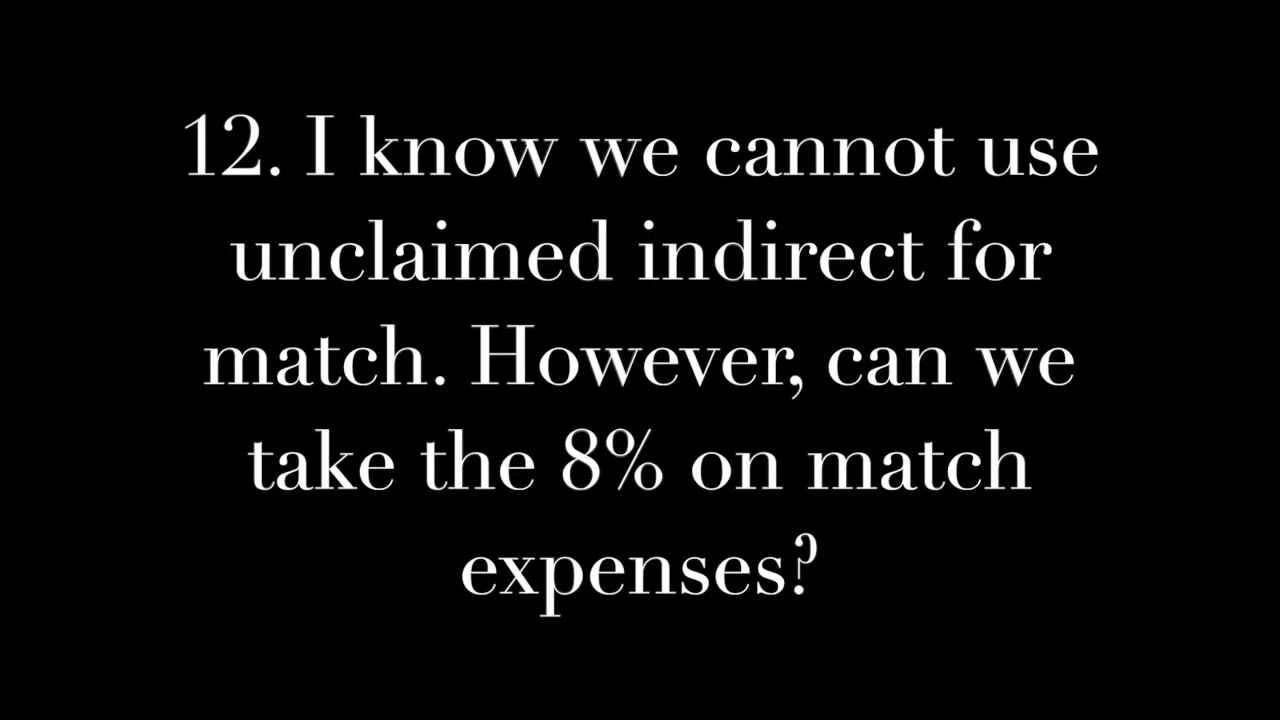 12. I know we cannot use
unclaimed indirect for
match. However, can we
take the 8% on match
expenses?